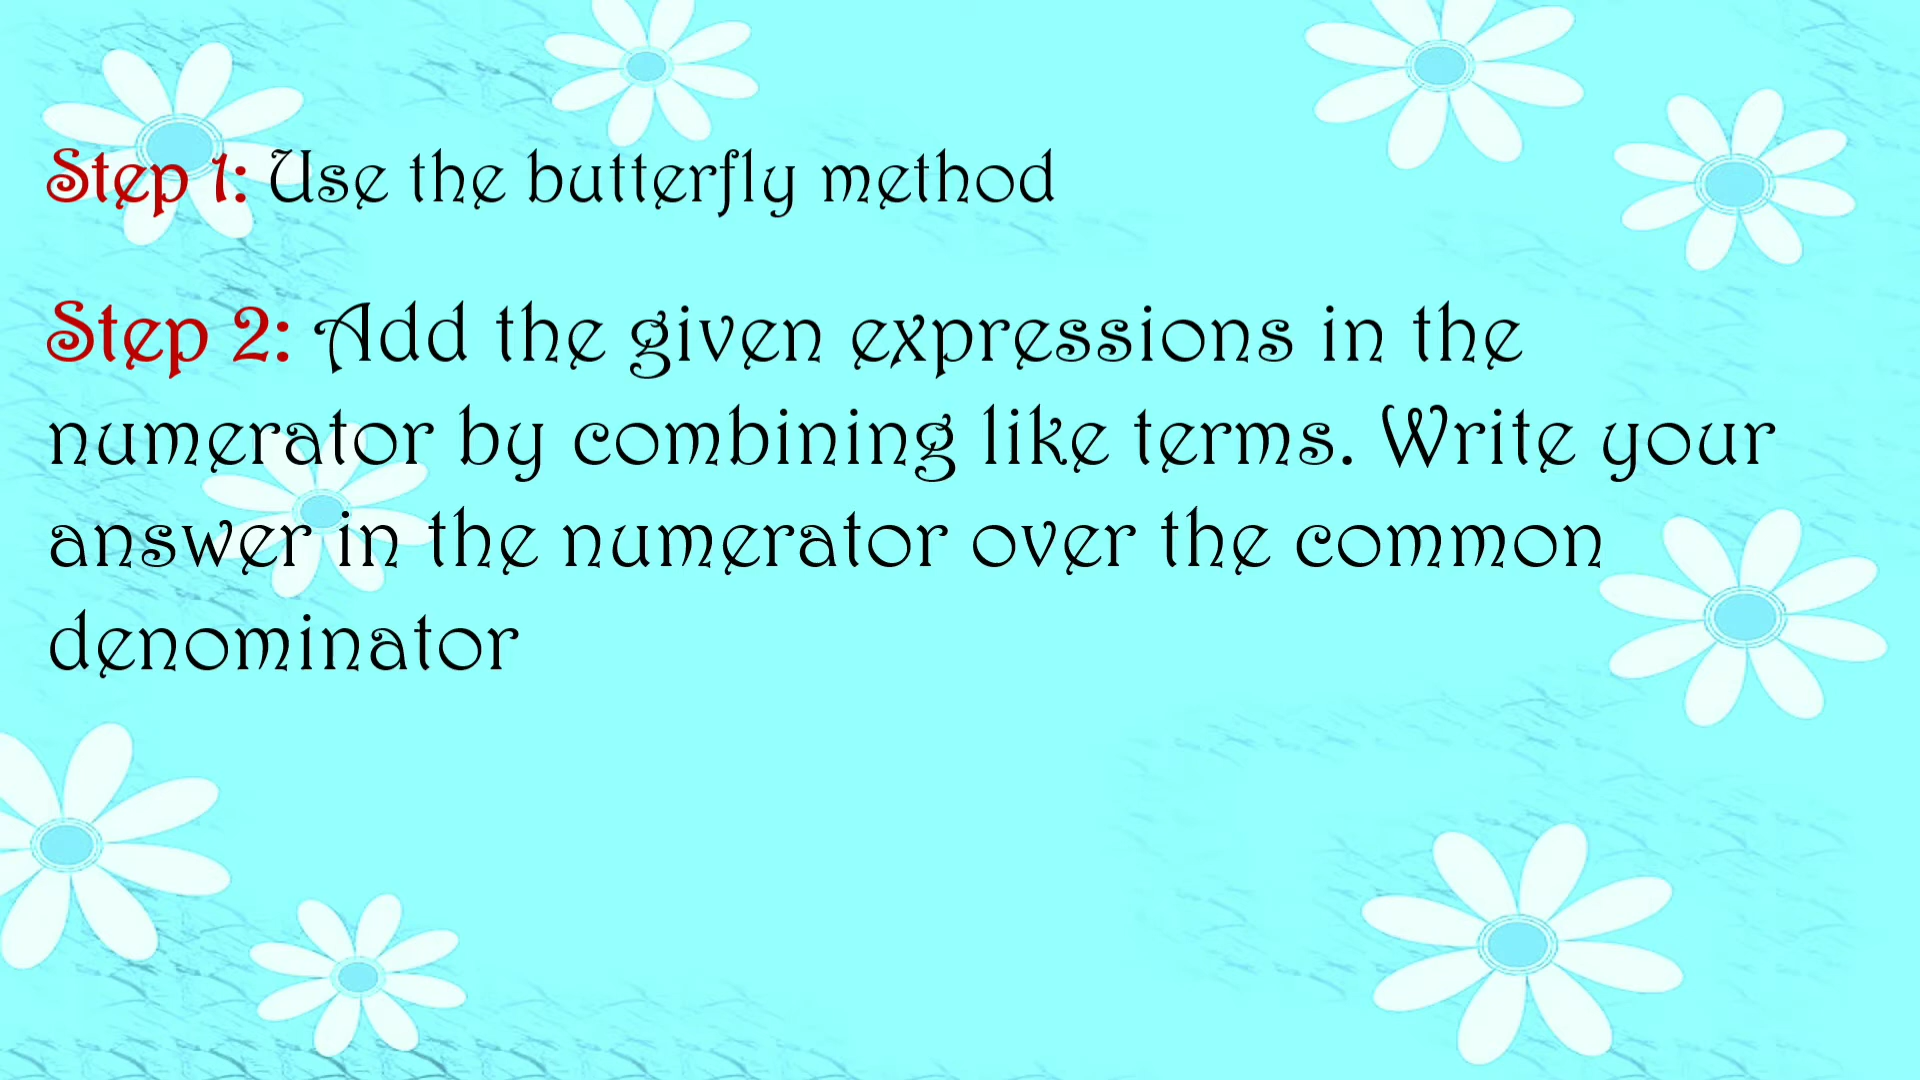 Step 1: Use the butterfly method
Step 2: Add the given expressions in the
numerator by combining like terms. Write your
answer in the numerator over the common
denominator